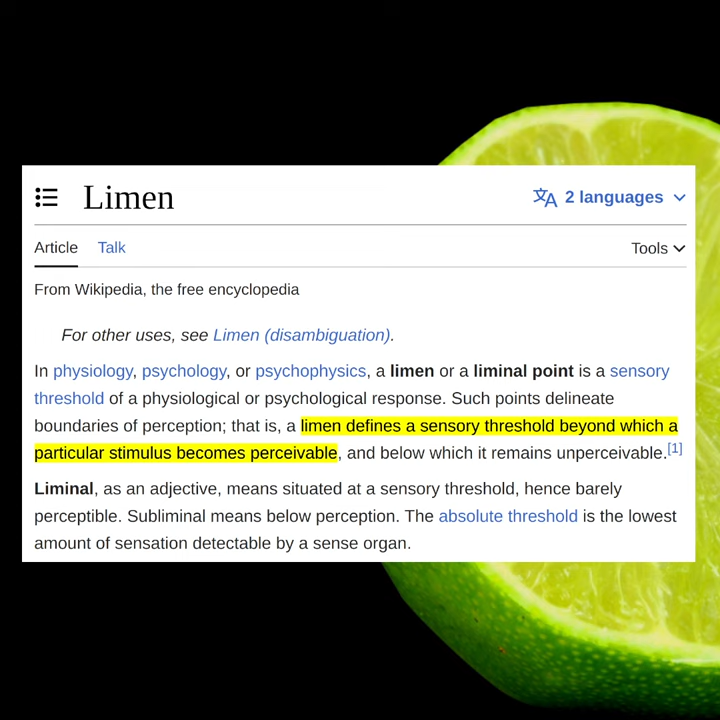 Limen
2 languages
Article Talk
Tools
From Wikipedia, the free encyclopedia
For other uses, see Limen (disambiguation).
In physiology, psychology, or psychophysics, a limen or a liminal point is a sensory
threshold of a physiological or psychological response. Such points delineate
boundaries of perception; that is, a limen defines a sensory threshold beyond which a
particular stimulus becomes perceivable, and below which it remains unperceivable.[1]
Liminal, as an adjective, means situated at a sensory threshold, hence barely
perceptible. Subliminal means below perception. The absolute threshold is the lowest
amount of sensation detectable by a sense organ.